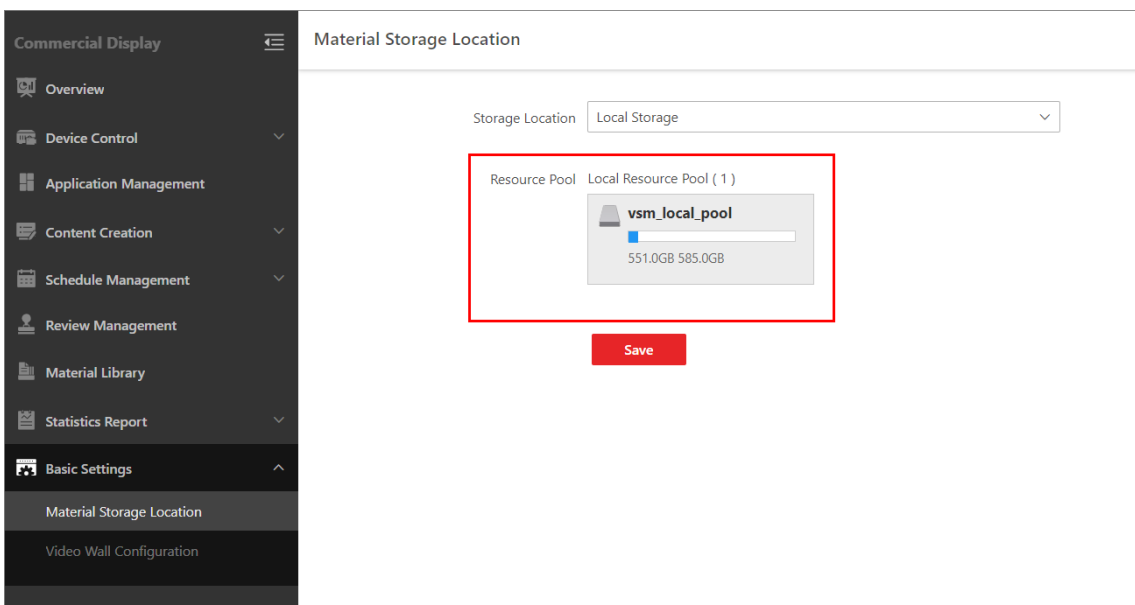 Commercial Display
Overview
Device Control
Application Management
Content Creation
Schedule Management
Review Management
Material Library
Statistics Report
Basic Settings
Material Storage Location
Video Wall Configuration
Material Storage Location
Storage Location Local Storage
Resource Pool Local Resource Pool ( 1 )
vsm_local_pool
551.0GB 585.0GB
Save